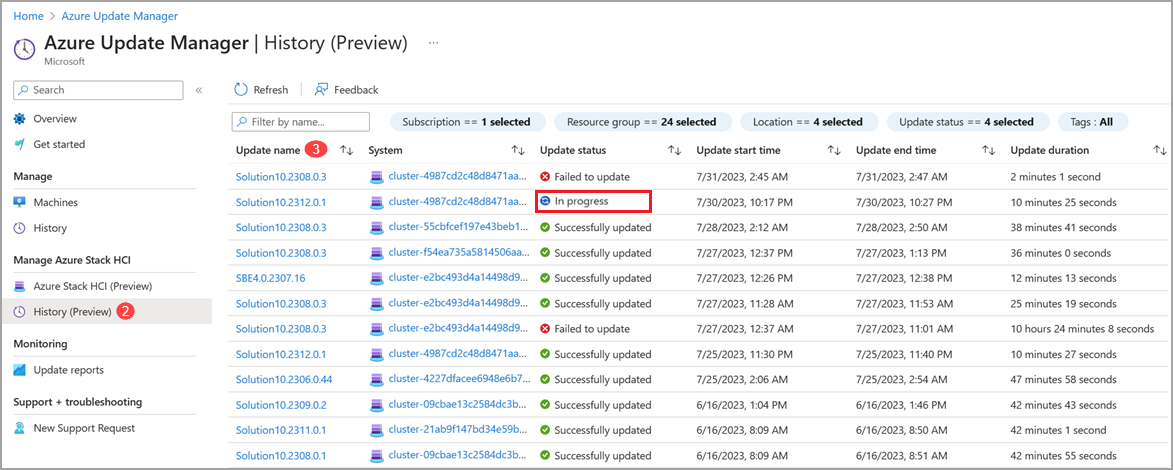 Home > Azure Update Manager
Azure Update Manager | History (Preview) ...
Microsoft
Search «
Overview
Get started
Manage
Machines
History
Manage Azure Stack HCI
Azure Stack HCI (Preview)
History (Preview) 2
Monitoring
Update reports
Support + troubleshooting
New Support Request
Refresh Feedback
Filter by name... Subscription == 1 selected Resource group == 24 selected Location == 4 selected Update status == 4 selected Tags : All
Update name 3 System Update status Update start time Update end time Update duration
Solution10.2308.0.3 cluster-4987cd2c48d8471aa... Failed to update 7/31/2023, 2:45 AM 7/31/2023, 2:47 AM 2 minutes 1 second
Solution10.2312.0.1 cluster-4987cd2c48d8471aa... In progress 7/30/2023, 10:17 PM 7/30/2023, 10:27 PM 10 minutes 25 seconds
Solution10.2308.0.3 cluster-55cbfcef197e43beb1... Successfully updated 7/28/2023, 2:12 AM 7/28/2023, 2:50 AM 38 minutes 41 seconds
Solution10.2308.0.3 cluster-f54ea735a5814506aa... Successfully updated 7/27/2023, 12:37 PM 7/27/2023, 1:13 PM 36 minutes 0 seconds
SBE4.0.2307.16 cluster-e2bc493d4a14498d9... Successfully updated 7/27/2023, 12:26 PM 7/27/2023, 12:38 PM 12 minutes 13 seconds
Solution10.2308.0.3 cluster-e2bc493d4a14498d9... Successfully updated 7/27/2023, 11:28 AM 7/27/2023, 11:53 AM 25 minutes 19 seconds
Solution10.2308.0.3 cluster-e2bc493d4a14498d9... Failed to update 7/27/2023, 12:37 AM 7/27/2023, 11:01 AM 10 hours 24 minutes 8 seconds
Solution10.2312.0.1 cluster-4987cd2c48d8471aa... Successfully updated 7/25/2023, 11:30 PM 7/25/2023, 11:40 PM 10 minutes 27 seconds
Solution10.2306.0.44 cluster-4227dfacee6948e6b7... Successfully updated 7/25/2023, 2:06 AM 7/25/2023, 2:54 AM 47 minutes 58 seconds
Solution10.2309.0.2 cluster-09cbae13c2584dc3b... Successfully updated 6/16/2023, 1:04 PM 6/16/2023, 1:46 PM 42 minutes 43 seconds
Solution10.2311.0.1 cluster-21ab9f147bd34e59b... Successfully updated 6/16/2023, 8:09 AM 6/16/2023, 8:50 AM 42 minutes 1 second
Solution10.2308.0.1 cluster-09cbae13c2584dc3b... Successfully updated 6/16/2023, 8:09 AM 6/16/2023, 8:51 AM 42 minutes 55 seconds